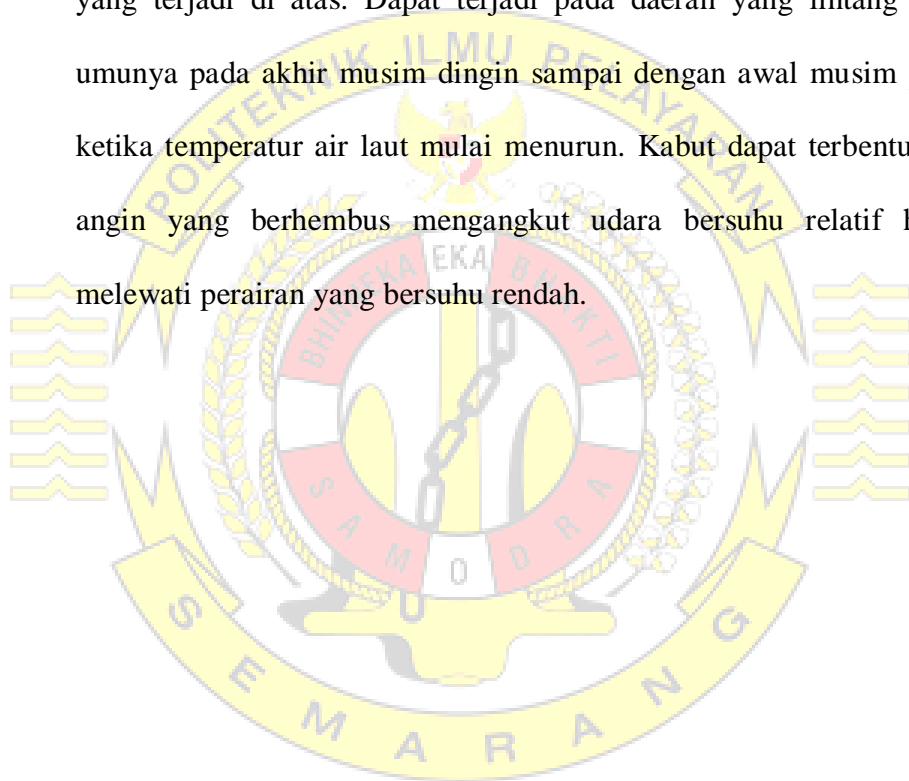 yang terjadi di atas. Dapat terjadi pada daerah yang lintang
umunya pada akhir musim dingin sampai dengan awal musim
ketika temperatur air laut mulai menurun. Kabut dapat terbentu
angin yang berhembus mengangkut udara bersuhu relatif h
melewati perairan yang bersuhu rendah.
POLITEKNIK ILMU PELAYARAN
BHINNEKA EKA BHAKTI
SAMODRA
SEMARANG